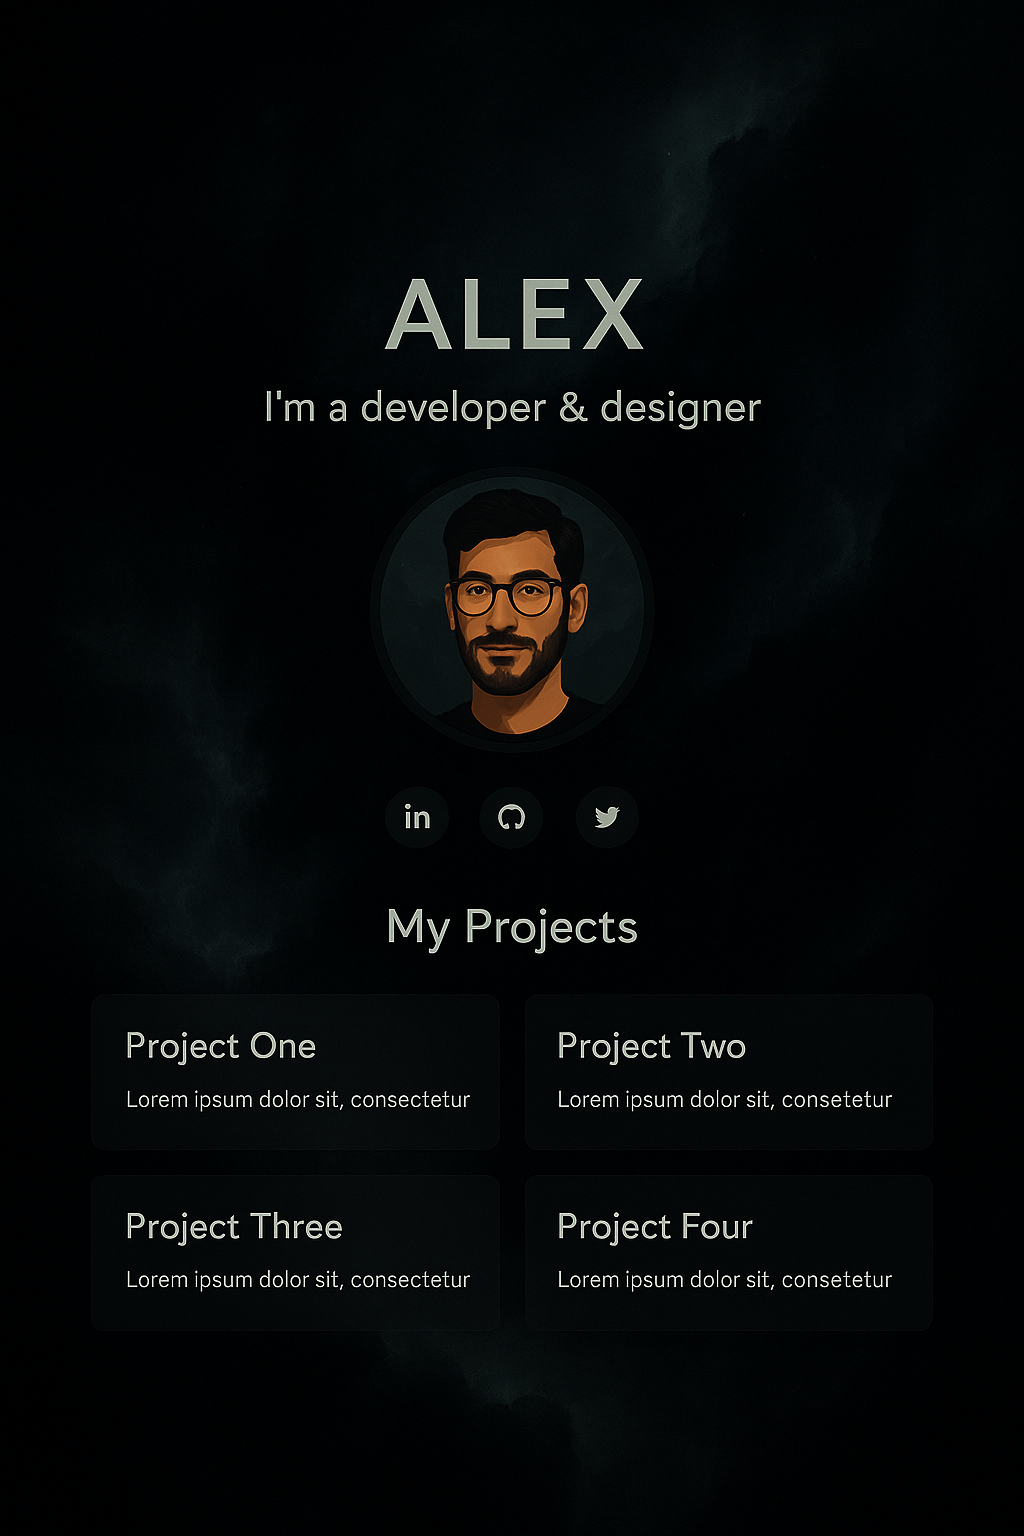 ALEX
I'm a developer & designer
in
My Projects
Project One
Lorem ipsum dolor sit, consectetur
Project Two
Lorem ipsum dolor sit, consetetur
Project Three
Lorem ipsum dolor sit, consectetur
Project Four
Lorem ipsum dolor sit, consetetur